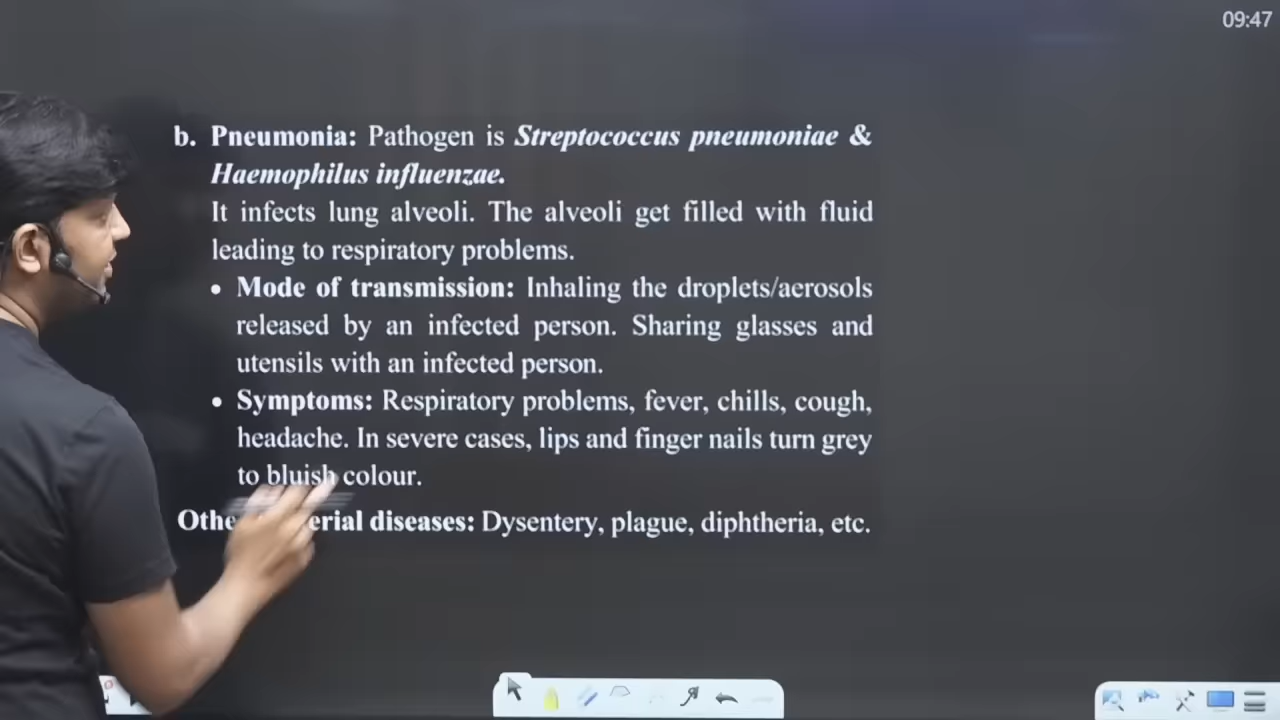 09:47
b. Pneumonia: Pathogen is Streptococcus pneumoniae &
Haemophilus influenzae.
It infects lung alveoli. The alveoli get filled with fluid
leading to respiratory problems.
• Mode of transmission: Inhaling the droplets/aerosols
released by an infected person. Sharing glasses and
utensils with an infected person.
• Symptoms: Respiratory problems, fever, chills, cough,
headache. In severe cases, lips and finger nails turn grey
to bluish colour.
diseases: Dysentery, plague, diphtheria, etc.